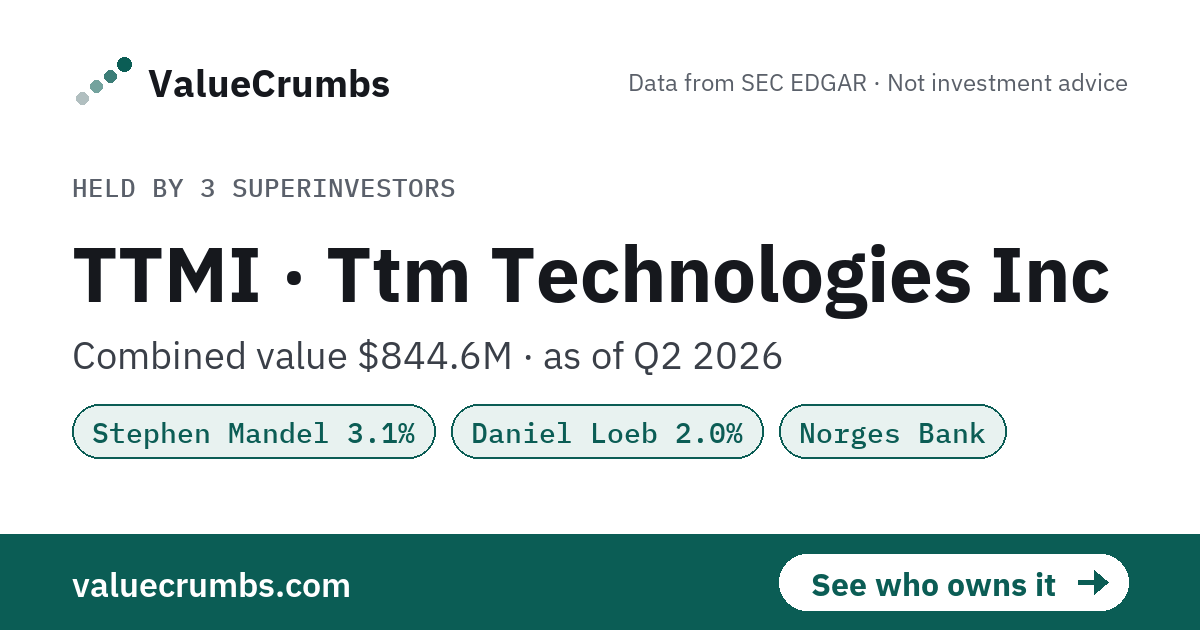 ValueCrumbs
Data from SEC EDGAR · Not investment advice
HELD BY 3 SUPERINVESTORS
TTMI · Ttm Technologies Inc
Combined value $844.6M · as of Q2 2026
Stephen Mandel 3.1% Daniel Loeb 2.0% Norges Bank
valuecrumbs.com
See who owns it →